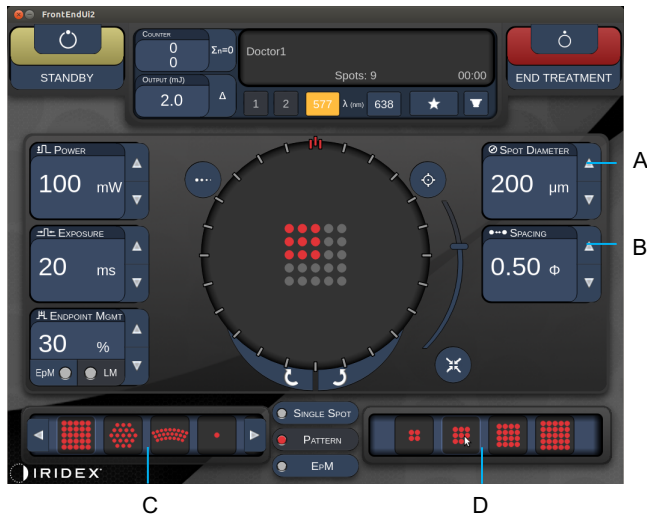 FrontEndUi2
STANDBY
COUNTER
0
0
Σn=0
OUTPUT (mJ)
2.0
Δ
Doctor1
Spots: 9
00:00
1
2
577
λ (nm)
638
END TREATMENT
POWER
100 mW
EXPOSURE
20 ms
ENDPOINT MGMT
30 %
EpM
LM
SPOT DIAMETER
200 μm
SPACING
0.50 Φ
A
B
SINGLE SPOT
PATTERN
EPM
IRIDEX
C
D